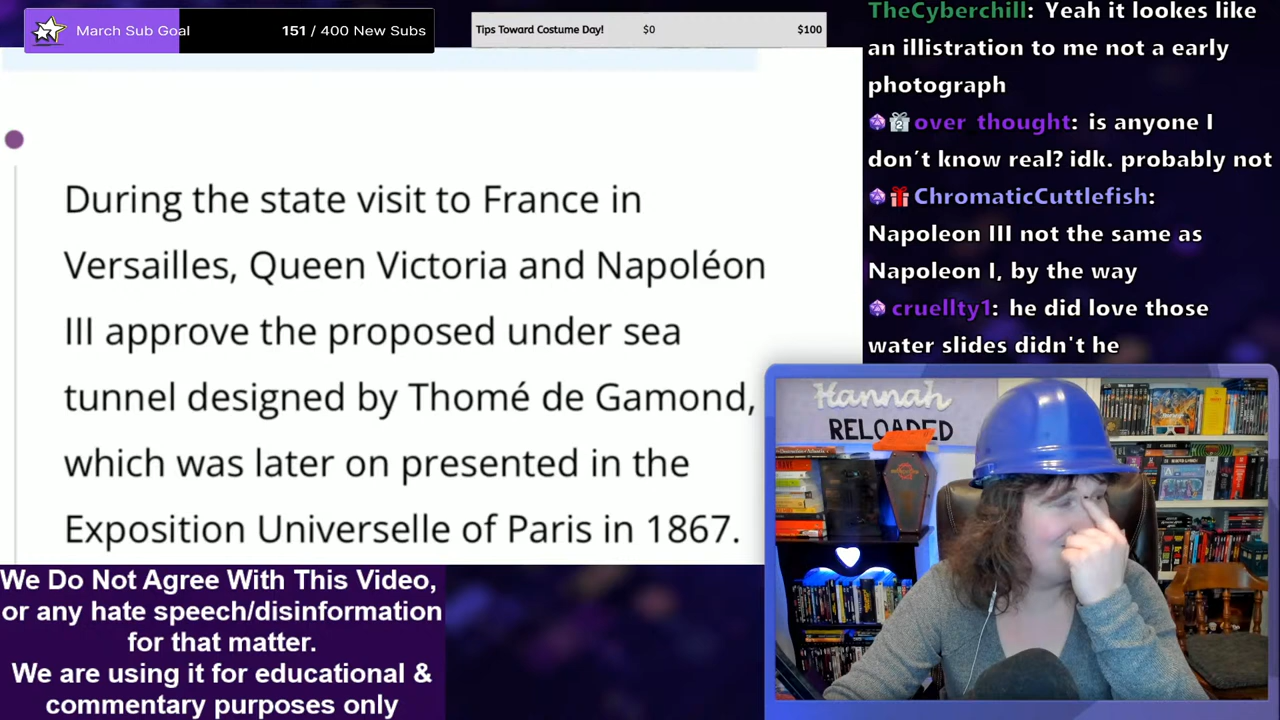 March Sub Goal
151 / 400 New Subs
Tips Toward Costume Day!
$0
$100
During the state visit to France in
Versailles, Queen Victoria and Napoléon
III approve the proposed under sea
tunnel designed by Thomé de Gamond,
which was later on presented in the
Exposition Universelle of Paris in 1867.
We Do Not Agree With This Video,
or any hate speech/disinformation
for that matter.
We are using it for educational &
commentary purposes only
TheCyberchill: Yeah it lookes like
an illistration to me not a early
photograph
over_thought: is anyone I
don´t know real? idk. probably not
ChromaticCuttlefish:
Napoleon III not the same as
Napoleon I, by the way
cruellty1: he did love those
water slides didn't he
Hannah
RELOADED